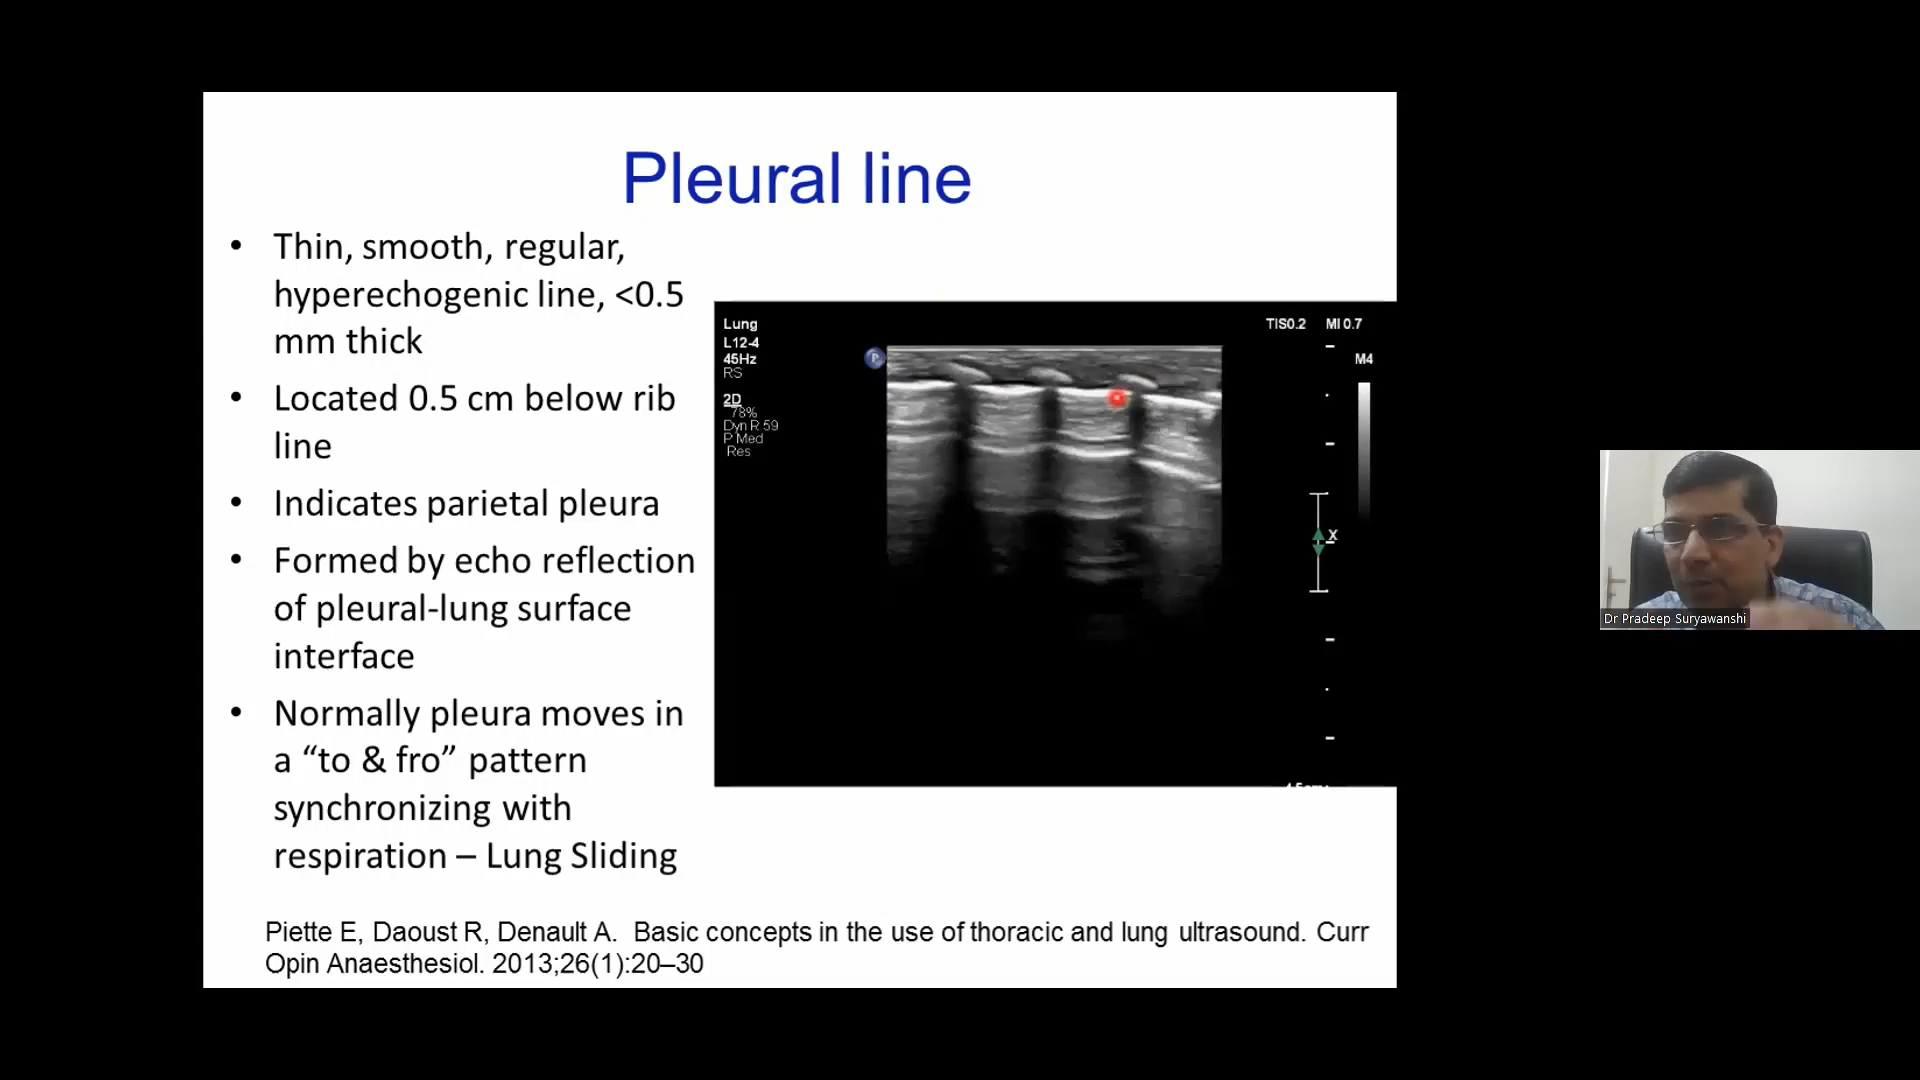 Pleural line
• Thin, smooth, regular,
hyperechogenic line, <0.5
mm thick
• Located 0.5 cm below rib
line
• Indicates parietal pleura
• Formed by echo reflection
of pleural-lung surface
interface
• Normally pleura moves in
a “to & fro” pattern
synchronizing with
respiration – Lung Sliding
Lung
L12-4
45Hz
RS
2D
78%
Dyn R 59
P Med
Res
P
TIS0.2 MI 0.7
M4
X
Piette E, Daoust R, Denault A. Basic concepts in the use of thoracic and lung ultrasound. Curr
Opin Anaesthesiol. 2013;26(1):20–30
Dr Pradeep Suryawanshi